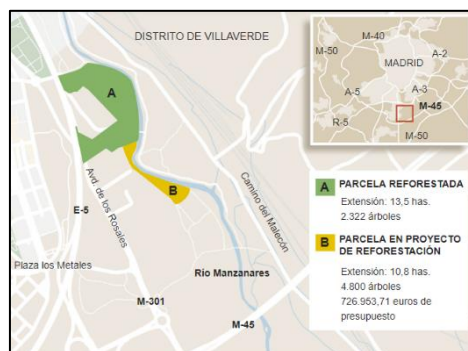 DISTRITO DE VILLAVERDE
M-50
M-40
MADRID
A-2
A-5
A-3
M-45
R-5
M-50
A
B
Avd. de los Rosales
Camino del Malecón
E-5
Plaza los Metales
Río Manzanares
M-301
M-45
A PARCELA REFORESTADA
Extensión: 13,5 has.
2.322 árboles
B PARCELA EN PROYECTO
DE REFORESTACIÓN
Extensión: 10,8 has.
4.800 árboles
726.953,71 euros de
presupuesto